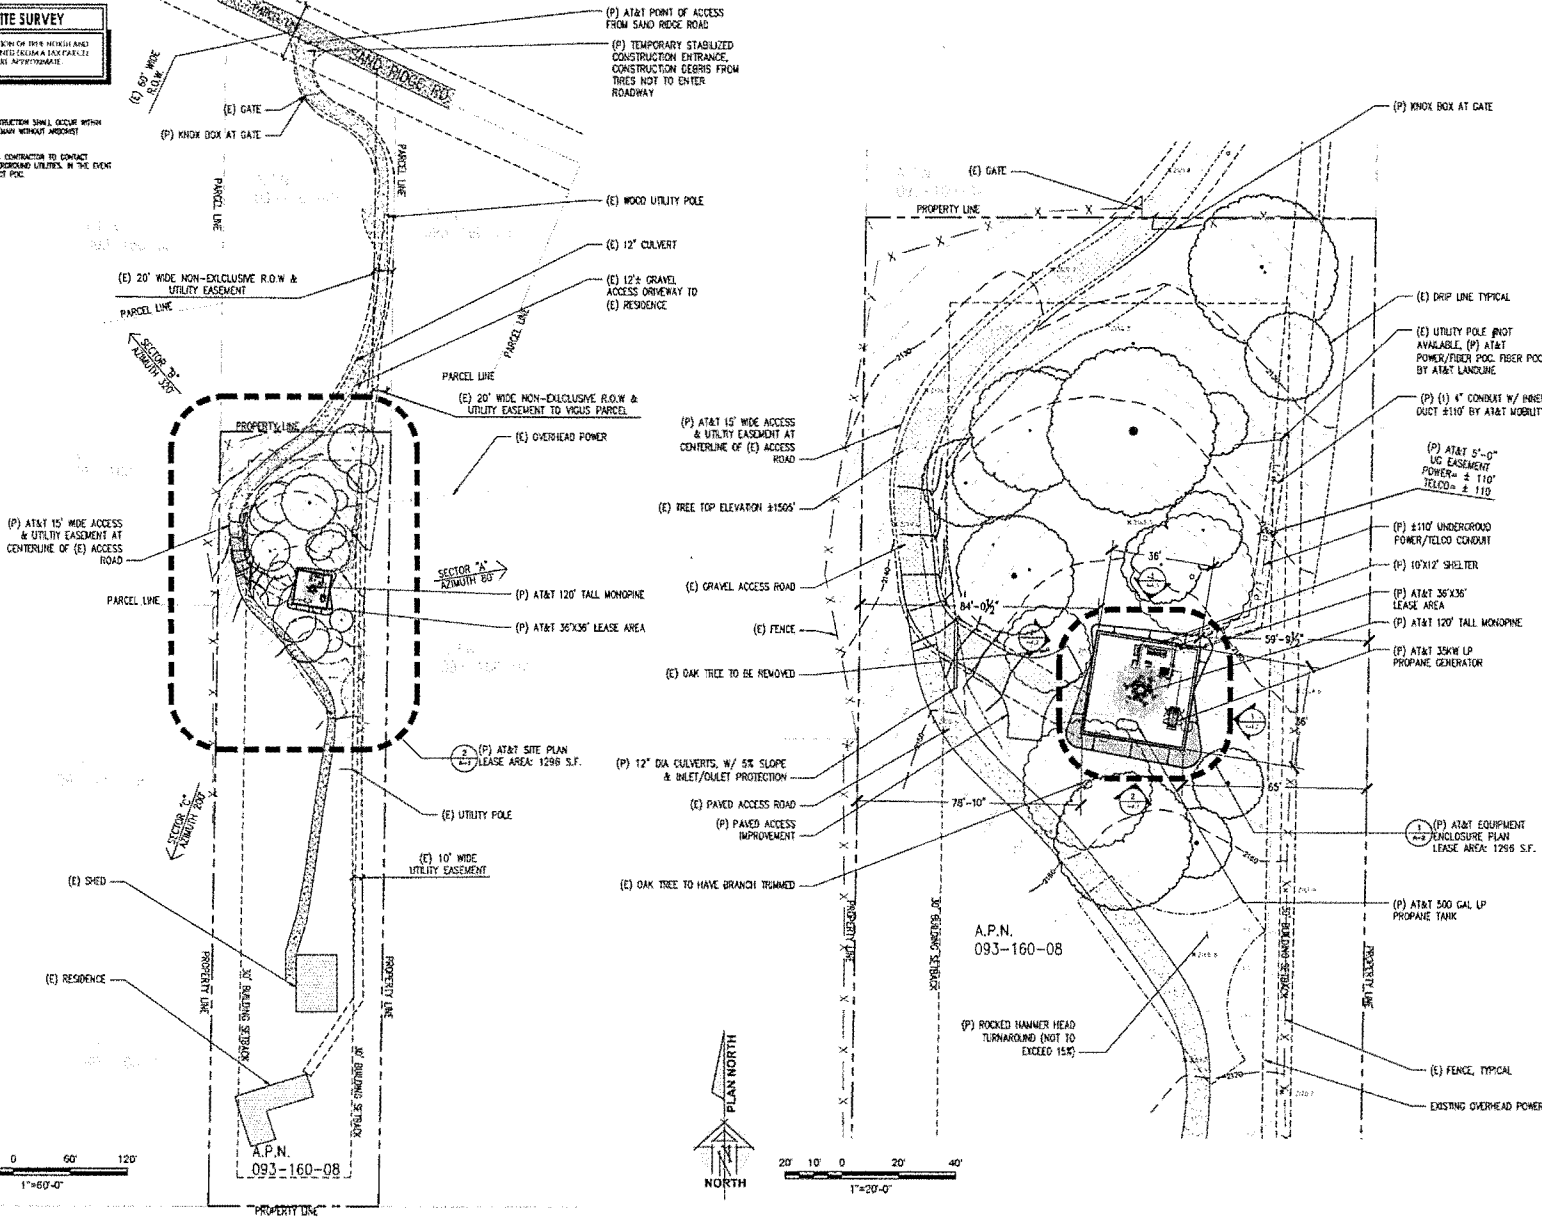 TE SURVEY
(E) 60' WIDE
R.O.W.
SAND RIDGE RD
(P) AT&T POINT OF ACCESS
FROM SAND RIDGE ROAD
(P) TEMPORARY STABILIZED
CONSTRUCTION ENTRANCE,
CONSTRUCTION DEBRIS FROM
TIRES NOT TO ENTER
ROADWAY
(E) GATE
(P) KNOX BOX AT GATE
PARCEL LINE
PARCEL LINE
(E) WOOD UTILITY POLE
(E) 12" CULVERT
(E) 12'± GRAVEL
ACCESS DRIVEWAY TO
(E) RESIDENCE
(E) 20' WIDE NON-EXLCLUSIVE R.O.W &
UTILITY EASEMENT
PARCEL LINE
PARCEL LINE
SECTOR "B"
AZIMUTH 320°
PARCEL LINE
(E) 20' WIDE NON-EXLCLUSIVE R.O.W &
UTILITY EASEMENT TO VIGUS PARCEL
PROPERTY LINE
(E) OVERHEAD POWER
(P) AT&T 15' WIDE ACCESS
& UTILITY EASEMENT AT
CENTERLINE OF (E) ACCESS
ROAD
SECTOR "A"
AZIMUTH 80°
PARCEL LINE
(P) AT&T 120' TALL MONOPINE
(P) AT&T 36'X36' LEASE AREA
(P) AT&T SITE PLAN
LEASE AREA: 1296 S.F.
SECTOR "C"
AZIMUTH 200°
(E) UTILITY POLE
(E) 10' WIDE
UTILITY EASEMENT
(E) SHED
(E) RESIDENCE
PROPERTY LINE
30' BUILDING SETBACK
30' BUILDING SETBACK
PROPERTY LINE
A.P.N.
093-160-08
PROPERTY LINE
0 60' 120'
1"=60'-0"
(P) KNOX BOX AT GATE
(E) GATE
PROPERTY LINE
(E) DRIP LINE TYPICAL
(E) UTILITY POLE
AVAILABLE, (P) AT&T
POWER/FIBER POC. FIBER POC
BY AT&T LANDLINE
(P) (1) 4" CONDUIT W/ INNE
DUCT ±110' BY AT&T MOBILIT
(P) AT&T 5'-0"
UG EASEMENT
POWER= ± 110'
TELCO= ± 110
(P) AT&T 15' WIDE ACCESS
& UTILITY EASEMENT AT
CENTERLINE OF (E) ACCESS
ROAD
(E) TREE TOP ELEVATION ±1505'
(P) ±110' UNDERGROUD
POWER/TELCO CONDUIT
(P) 10'X12' SHELTER
(E) GRAVEL ACCESS ROAD
36'
(P) AT&T 36'X36'
LEASE AREA
(P) AT&T 120' TALL MONOPINE
84'-0½"
59'-9½"
(E) FENCE
(P) AT&T 35KW LP
PROPANE GENERATOR
(E) OAK TREE TO BE REMOVED
36'
(P) 12" DIA CULVERTS, W/ 5% SLOPE
& INLET/OULET PROTECTION
(E) PAVED ACCESS ROAD
78'-10"
65'
(P) PAVED ACCESS
IMPROVEMENT
(P) AT&T EQUIPMENT
ENCLOSURE PLAN
LEASE AREA: 1296 S.F.
(E) OAK TREE TO HAVE BRANCH TRIMMED
(P) AT&T 500 GAL LP
PROPANE TANK
PROPERTY LINE
30' BUILDING SETBACK
A.P.N.
093-160-08
30' BUILDING SETBACK
PROPERTY LINE
(P) ROCKED HAMMER HEAD
TURNAROUND (NOT TO
EXCEED 15%)
(E) FENCE, TYPICAL
EXISTING OVERHEAD POWER
PLAN NORTH
NORTH
20' 10' 0 20' 40'
1"=20'-0"